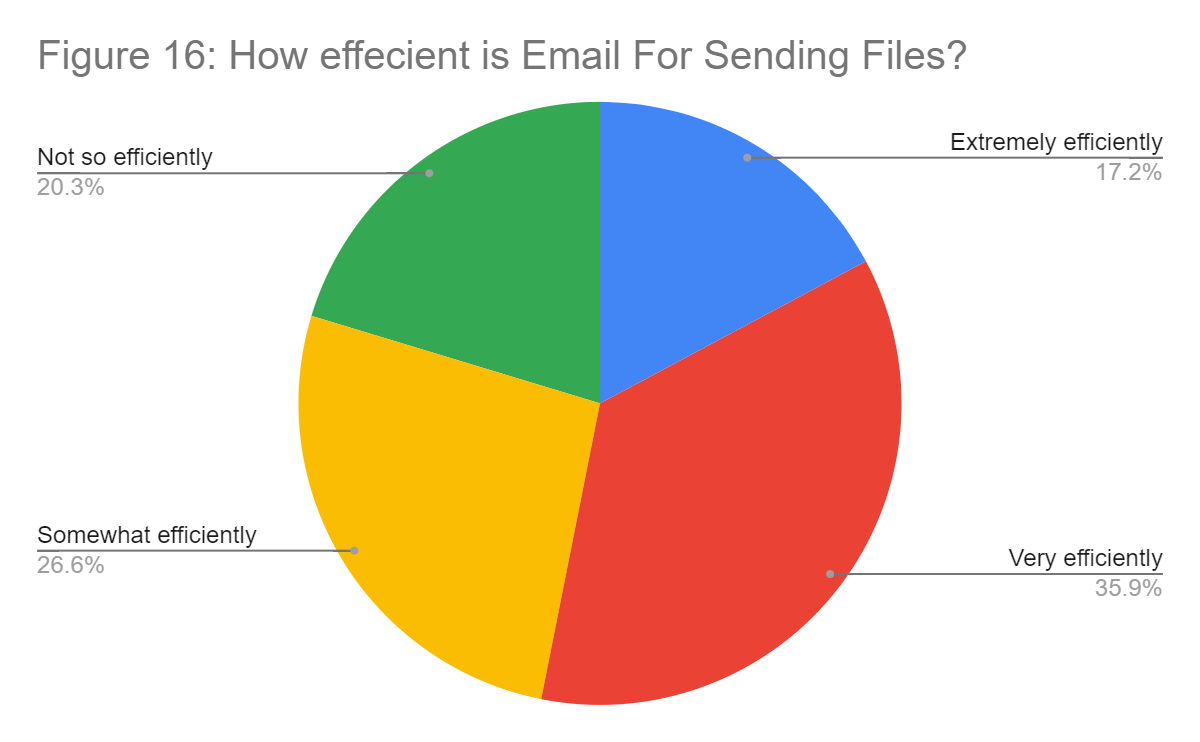 Figure 16: How effecient is Email For Sending Files?
Extremely efficiently
17.2%
Not so efficiently
20.3%
Somewhat efficiently
26.6%
Very efficiently
35.9%